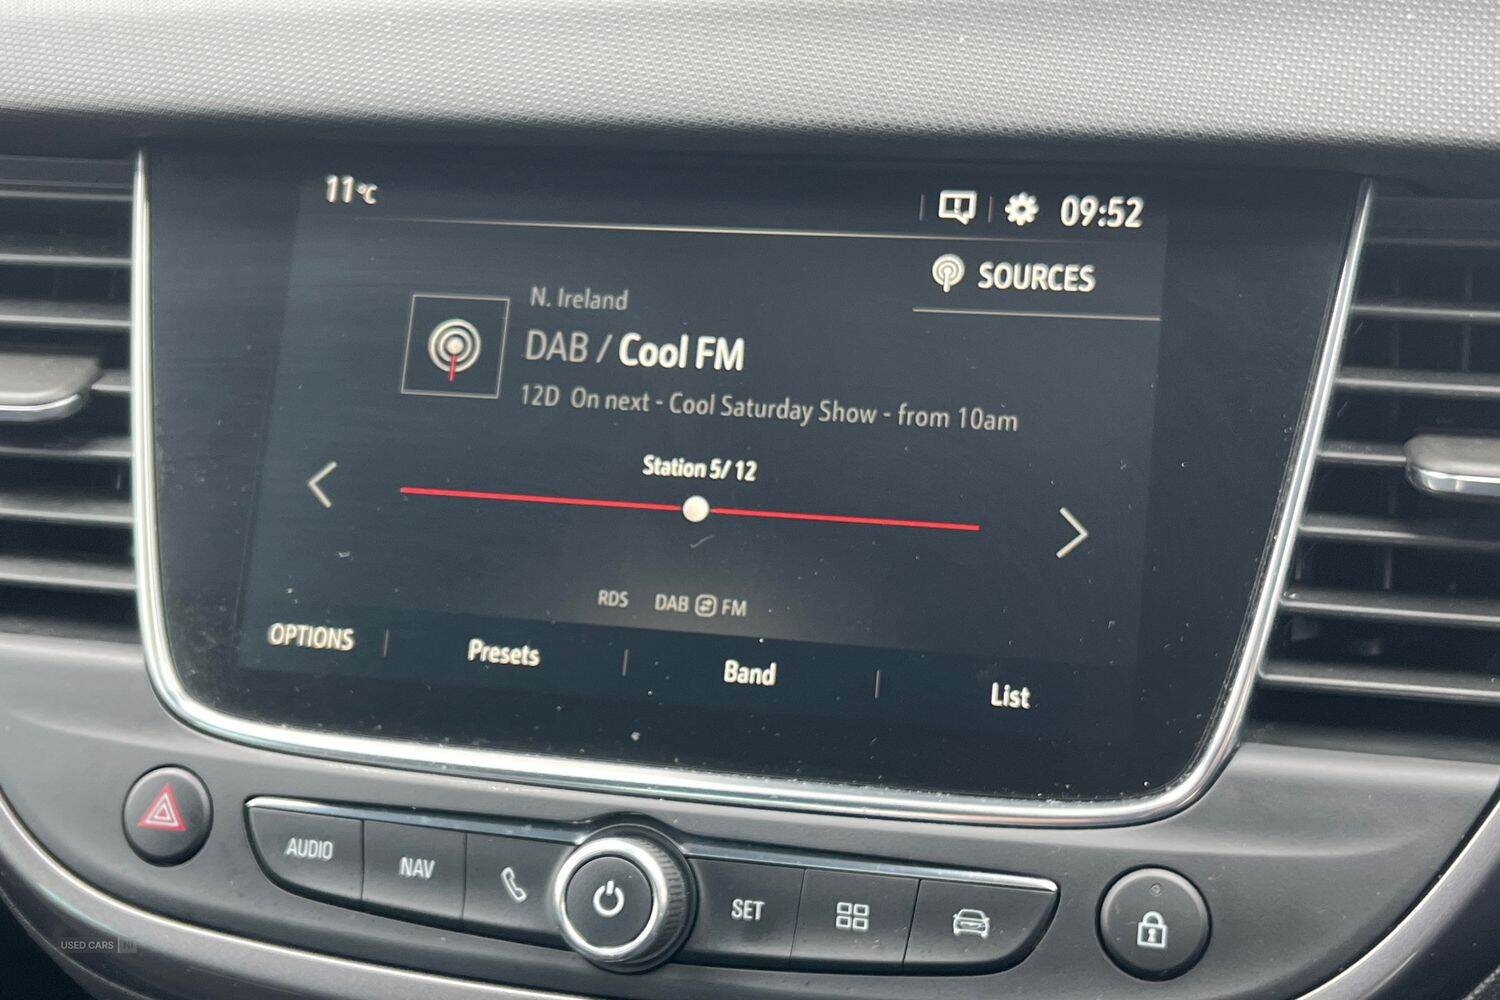 11°C
09:52
SOURCES
N. Ireland
DAB / Cool FM
12D On next - Cool Saturday Show - from 10am
Station 5/12
RDS DAB FM
OPTIONS Presets Band List
AUDIO NAV SET
USED CARS NI